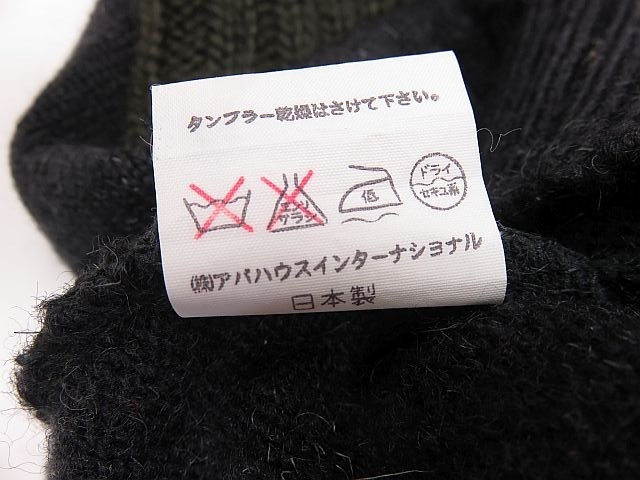 タンブラー乾燥はさけて下さい。
エンソ
サラシ
低
ドライ
セキユ系
(株)アバハウスインターナショナル
日本製